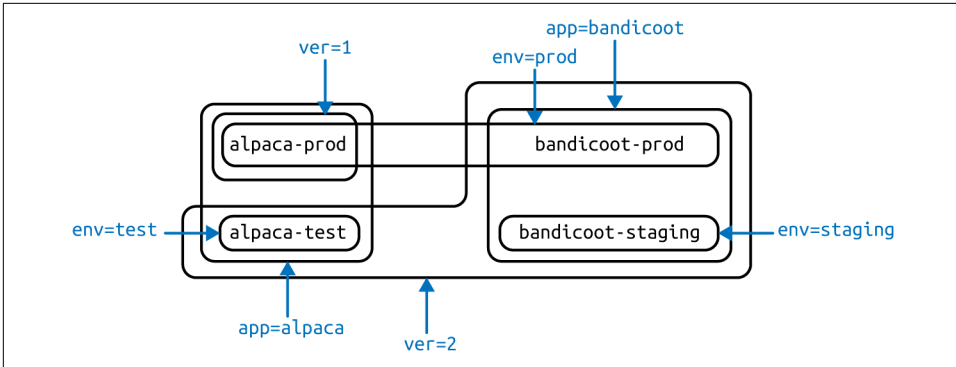 app=bandicoot
ver=1
env=prod
alpaca-prod
bandicoot-prod
env=test
alpaca-test
bandicoot-staging
env=staging
app=alpaca
ver=2